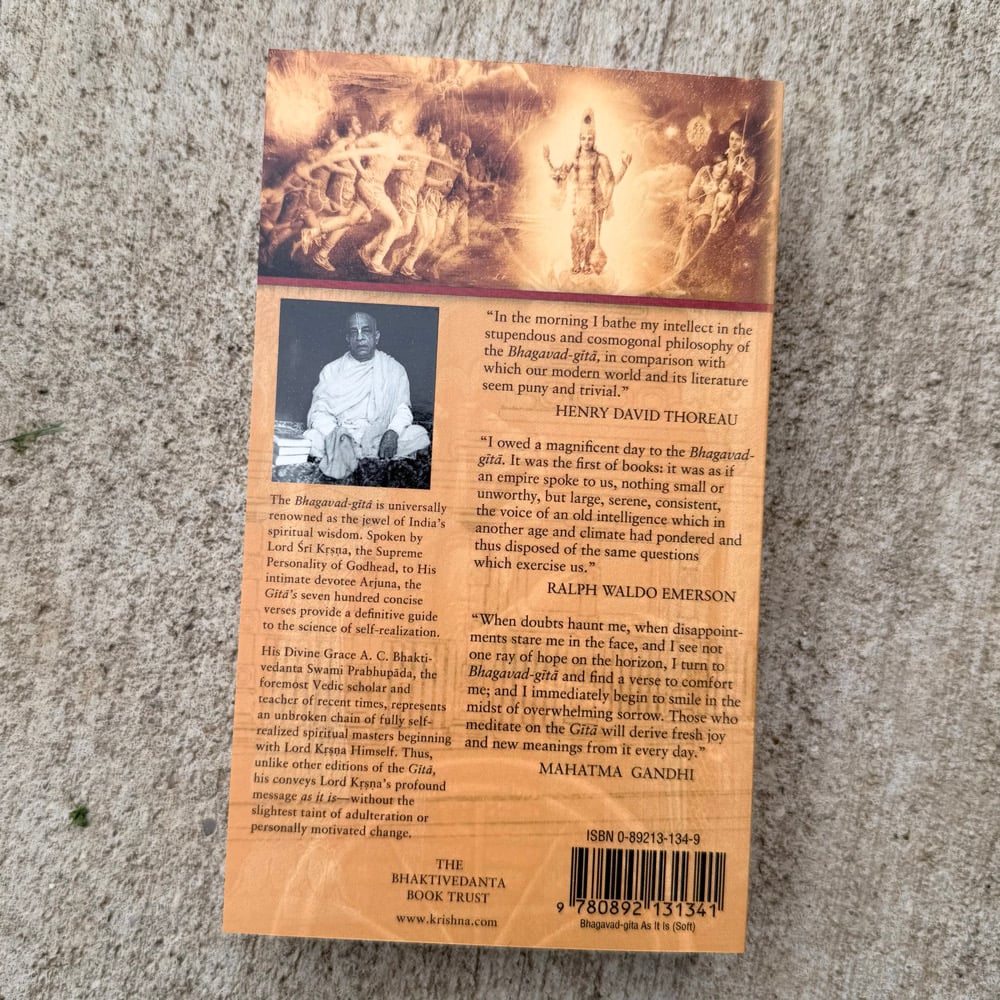 The Bhagavad-gītā is universally
renowned as the jewel of India's
spiritual wisdom. Spoken by
Lord Śrī Kṛṣṇa, the Supreme
Personality of Godhead, to His
intimate devotee Arjuna, the
Gītā's seven hundred concise
verses provide a definitive guide
to the science of self-realization.
His Divine Grace A. C. Bhakti-
vedanta Swami Prabhupāda, the
foremost Vedic scholar and
teacher of recent times, represents
an unbroken chain of fully self-
realized spiritual masters beginning
with Lord Kṛṣṇa Himself. Thus,
unlike other editions of the Gītā,
his conveys Lord Kṛṣṇa's profound
message as it is—without the
slightest taint of adulteration or
personally motivated change.
“In the morning I bathe my intellect in the
stupendous and cosmogonal philosophy of
the Bhagavad-gītā, in comparison with
which our modern world and its literature
seem puny and trivial.”
HENRY DAVID THOREAU
“I owed a magnificent day to the Bhagavad-
gītā. It was the first of books: it was as if
an empire spoke to us, nothing small or
unworthy, but large, serene, consistent,
the voice of an old intelligence which in
another age and climate had pondered and
thus disposed of the same questions
which exercise us.”
RALPH WALDO EMERSON
“When doubts haunt me, when disappoint-
ments stare me in the face, and I see not
one ray of hope on the horizon, I turn to
Bhagavad-gītā and find a verse to comfort
me; and I immediately begin to smile in the
midst of overwhelming sorrow. Those who
meditate on the Gītā will derive fresh joy
and new meanings from it every day.”
MAHATMA GANDHI
THE
BHAKTIVEDANTA
BOOK TRUST
www.krishna.com
ISBN 0-89213-134-9
9 780892 131341
Bhagavad-gita As It Is (Soft)